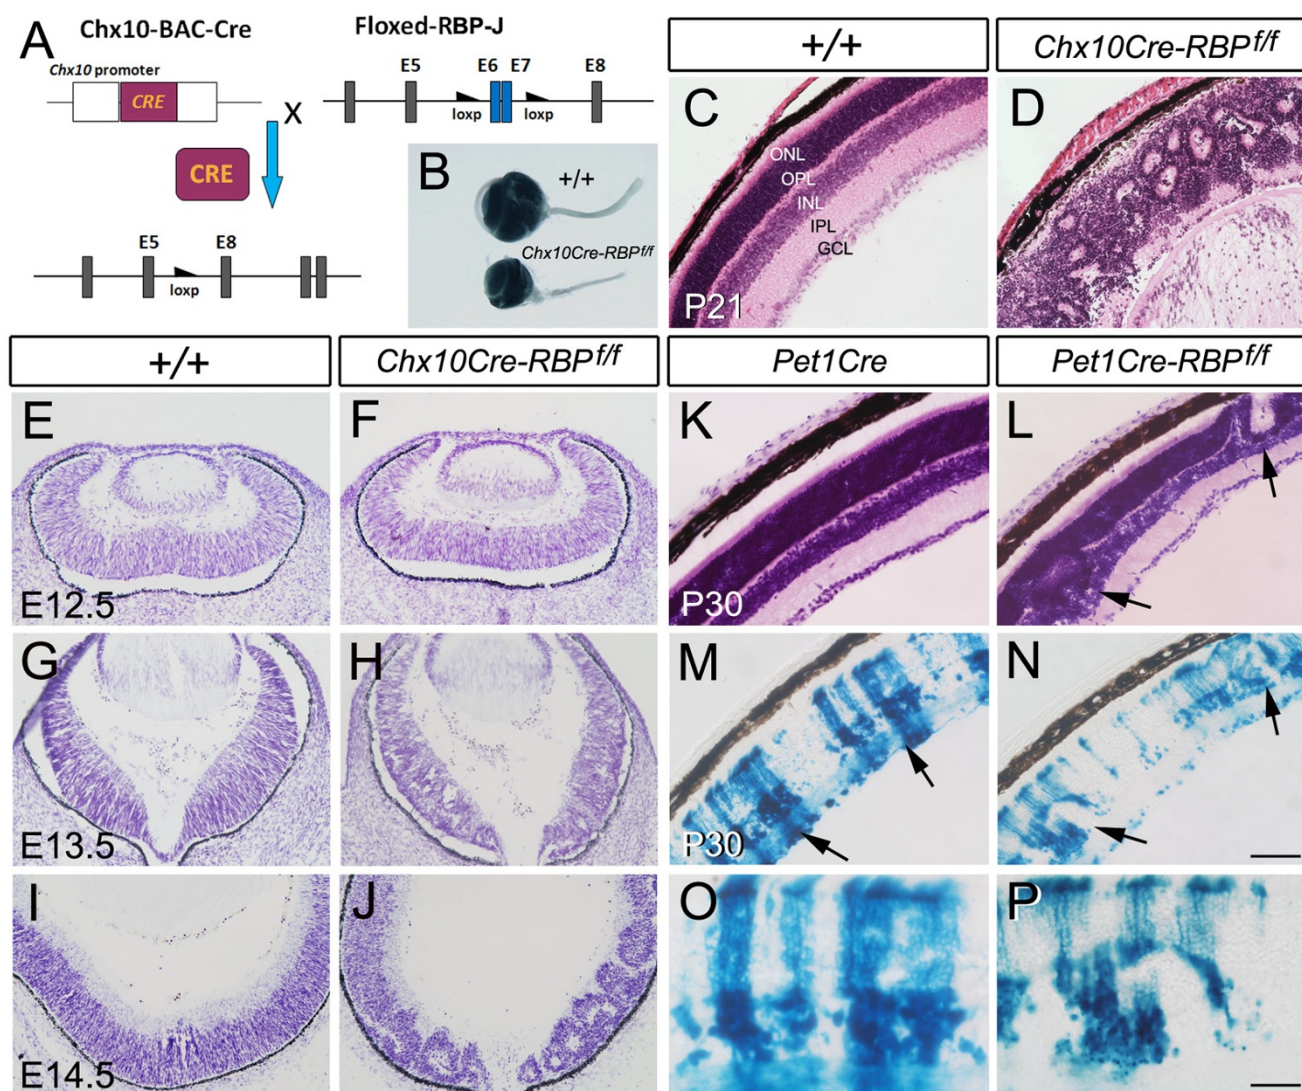 A
Chx10-BAC-Cre
Floxed-RBP-J
Chx10 promoter
CRE
X
E5
E6
E7
E8
loxp
loxp
CRE
E5
E8
loxp
B
+/+
Chx10Cre-RBPf/f
+/+
Chx10Cre-RBPf/f
C
ONL
OPL
INL
IPL
GCL
P21
D
+/+
Chx10Cre-RBPf/f
Pet1Cre
Pet1Cre-RBPf/f
E
E12.5
F
K
P30
L
G
E13.5
H
M
P30
N
I
E14.5
J
O
P